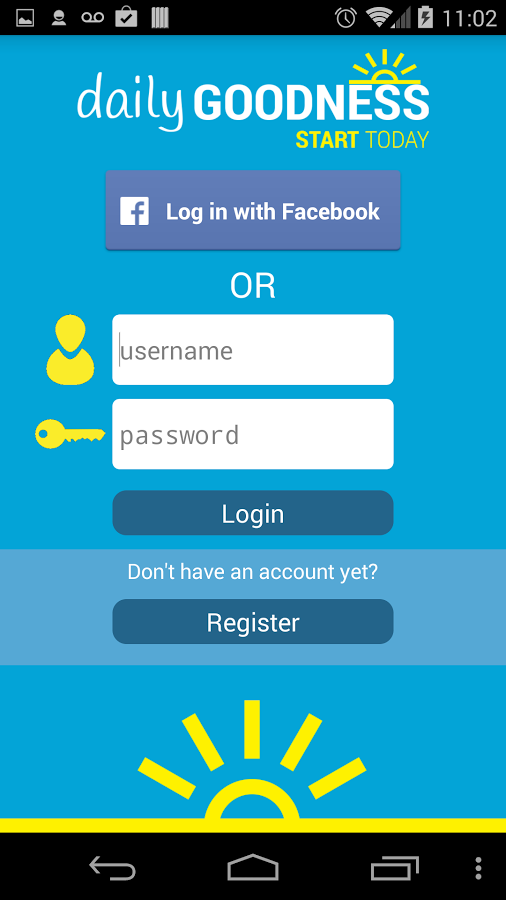 11:02
daily GOODNESS
START TODAY
Log in with Facebook
OR
username
password
Login
Don't have an account yet?
Register